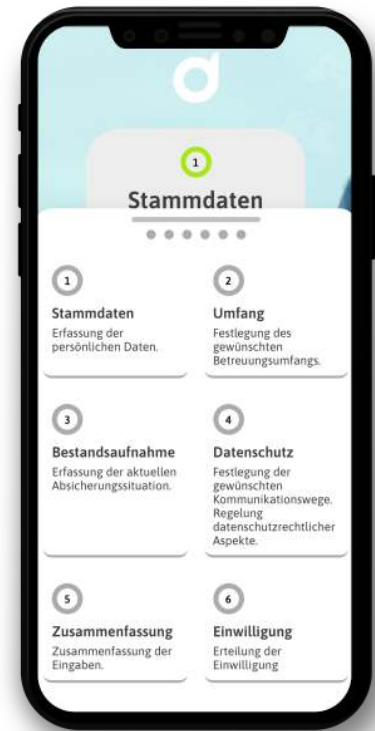 1
Stammdaten
1
Stammdaten
Erfassung der
persönlichen Daten.
2
Umfang
Festlegung des
gewünschten
Betreuungsumfangs.
3
Bestandsaufnahme
Erfassung der aktuellen
Absicherungssituation.
4
Datenschutz
Festlegung der
gewünschten
Kommunikationswege.
Regelung
datenschutzrechtlicher
Aspekte.
5
Zusammenfassung
Zusammenfassung der
Eingaben.
6
Einwilligung
Erteilung der
Einwilligung